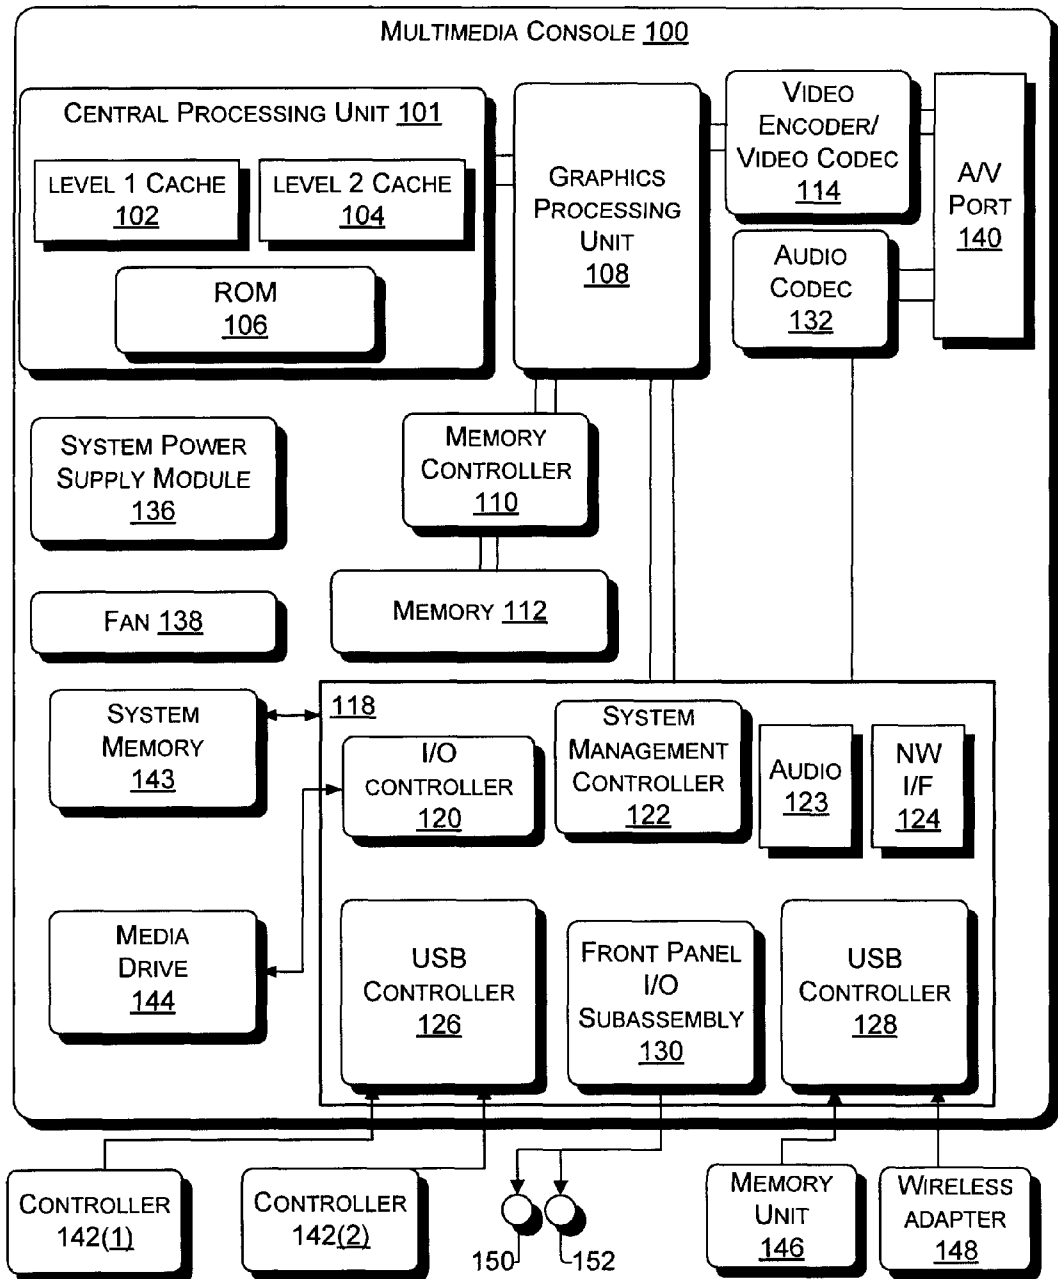 MULTIMEDIA CONSOLE 100
CENTRAL PROCESSING UNIT 101
LEVEL 1 CACHE
102
LEVEL 2 CACHE
104
ROM
106
GRAPHICS
PROCESSING
UNIT
108
VIDEO
ENCODER/
VIDEO CODEC
114
A/V
PORT
140
AUDIO
CODEC
132
SYSTEM POWER
SUPPLY MODULE
136
MEMORY
CONTROLLER
110
FAN 138
MEMORY 112
SYSTEM
MEMORY
143
118
I/O
CONTROLLER
120
SYSTEM
MANAGEMENT
CONTROLLER
122
AUDIO
123
NW
I/F
124
MEDIA
DRIVE
144
USB
CONTROLLER
126
FRONT PANEL
I/O
SUBASSEMBLY
130
USB
CONTROLLER
128
CONTROLLER
142(1)
CONTROLLER
142(2)
150
152
MEMORY
UNIT
146
WIRELESS
ADAPTER
148